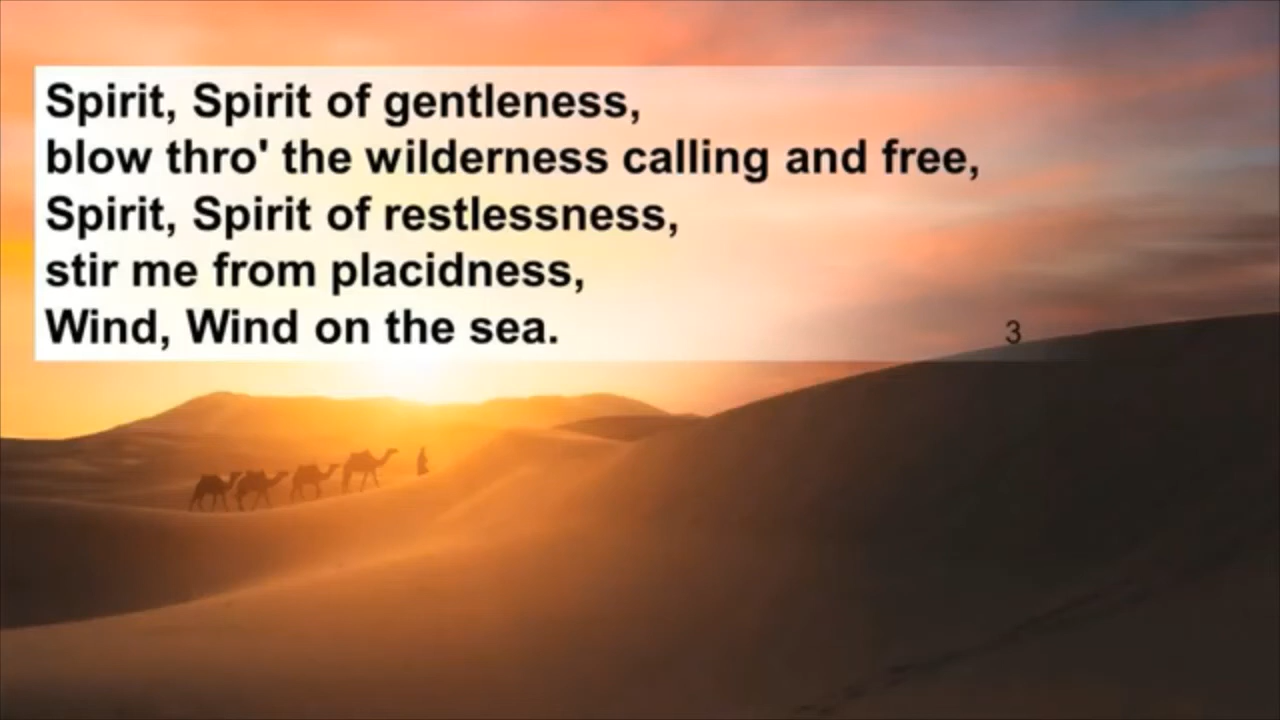 Spirit, Spirit of gentleness,
blow thro' the wilderness calling and free,
Spirit, Spirit of restlessness,
stir me from placidness,
Wind, Wind on the sea.
3